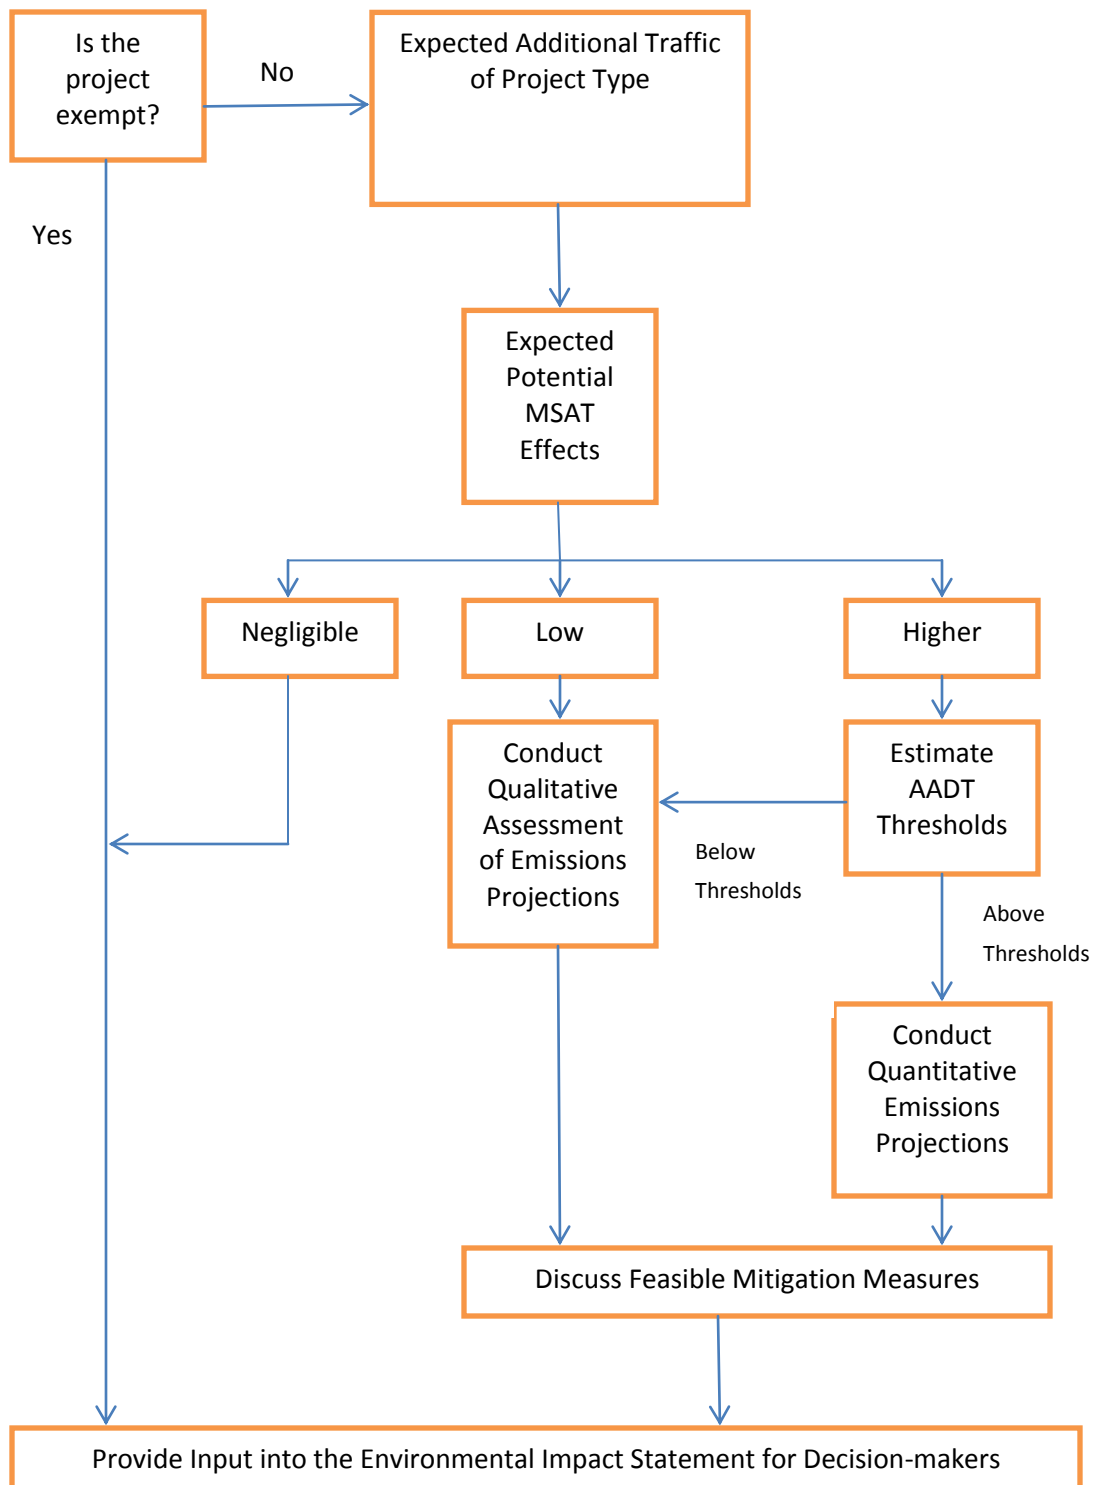 Is the
project
exempt?
No
Expected Additional Traffic
of Project Type
Yes
Expected
Potential
MSAT
Effects
Negligible
Low
Higher
Conduct
Qualitative
Assessment
of Emissions
Projections
Below
Thresholds
Estimate
AADT
Thresholds
Above
Thresholds
Conduct
Quantitative
Emissions
Projections
Discuss Feasible Mitigation Measures
Provide Input into the Environmental Impact Statement for Decision-makers